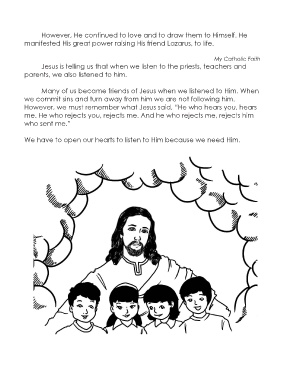 However, He continued to love and to draw them to Himself. He
manifested His great power raising His friend Lazarus, to life.
My Catholic Faith
Jesus is telling us that when we listen to the priests, teachers and
parents, we also listened to him.
Many of us become friends of Jesus when we listened to Him. When
we commit sins and turn away from him we are not following him.
However, we must remember what Jesus said, "He who hears you, hears
me. He who rejects you, rejects me. And he who rejects me, rejects him
who sent me."
We have to open our hearts to listen to Him because we need Him.